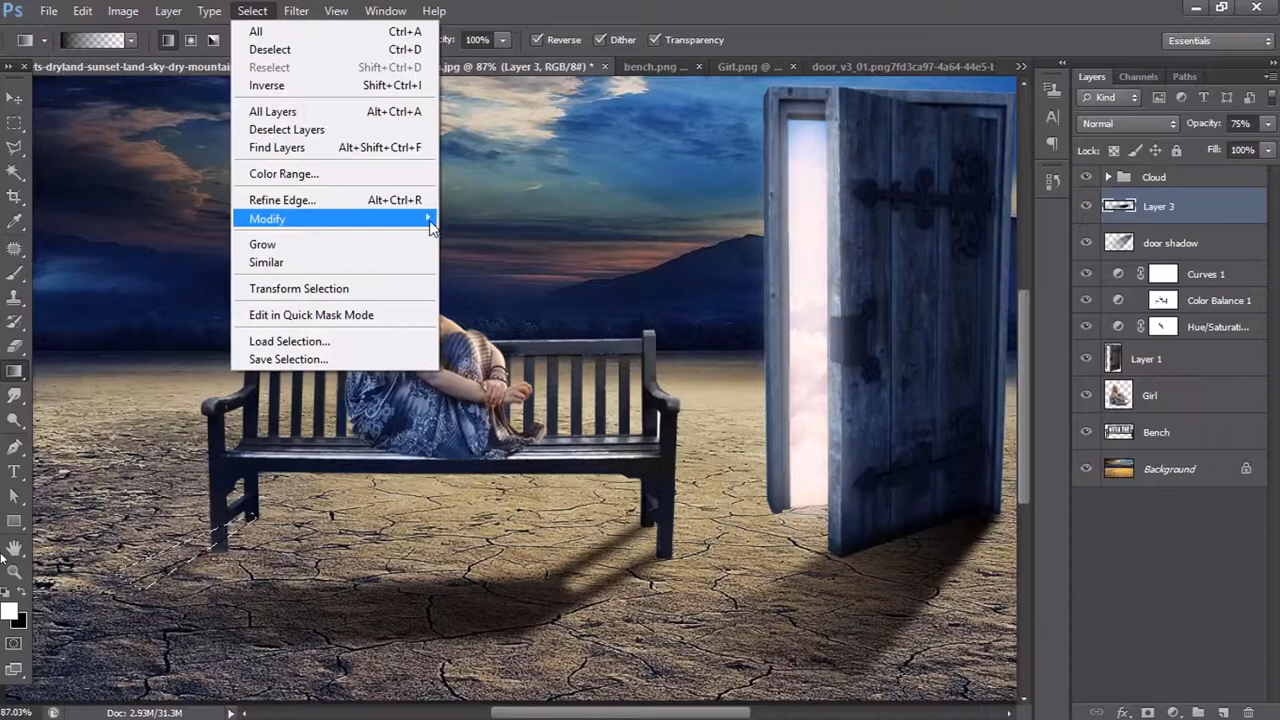 Ps File Edit Image Layer Type Select Filter View Window Help
100% Reverse Dither Transparency Essentials
ts-dryland-sunset-land-sky-dry-mountain .jpg @ 87% (Layer 3, RGB/8#) * bench.png ... Girl.png @ ... door_v3_01.png7fd3ca97-4a64-44e5-b
All Ctrl+A
Deselect Ctrl+D
Reselect Shift+Ctrl+D
Inverse Shift+Ctrl+I
All Layers Alt+Ctrl+A
Deselect Layers
Find Layers Alt+Shift+Ctrl+F
Color Range...
Refine Edge... Alt+Ctrl+R
Modify
Grow
Similar
Transform Selection
Edit in Quick Mask Mode
Load Selection...
Save Selection...
Layers Channels Paths
Kind
Normal Opacity: 75%
Lock: Fill: 100%
Cloud
Layer 3
door shadow
Curves 1
Color Balance 1
Hue/Saturati...
Layer 1
Girl
Bench
Background
87.03% Doc: 2.93M/31.3M
fx